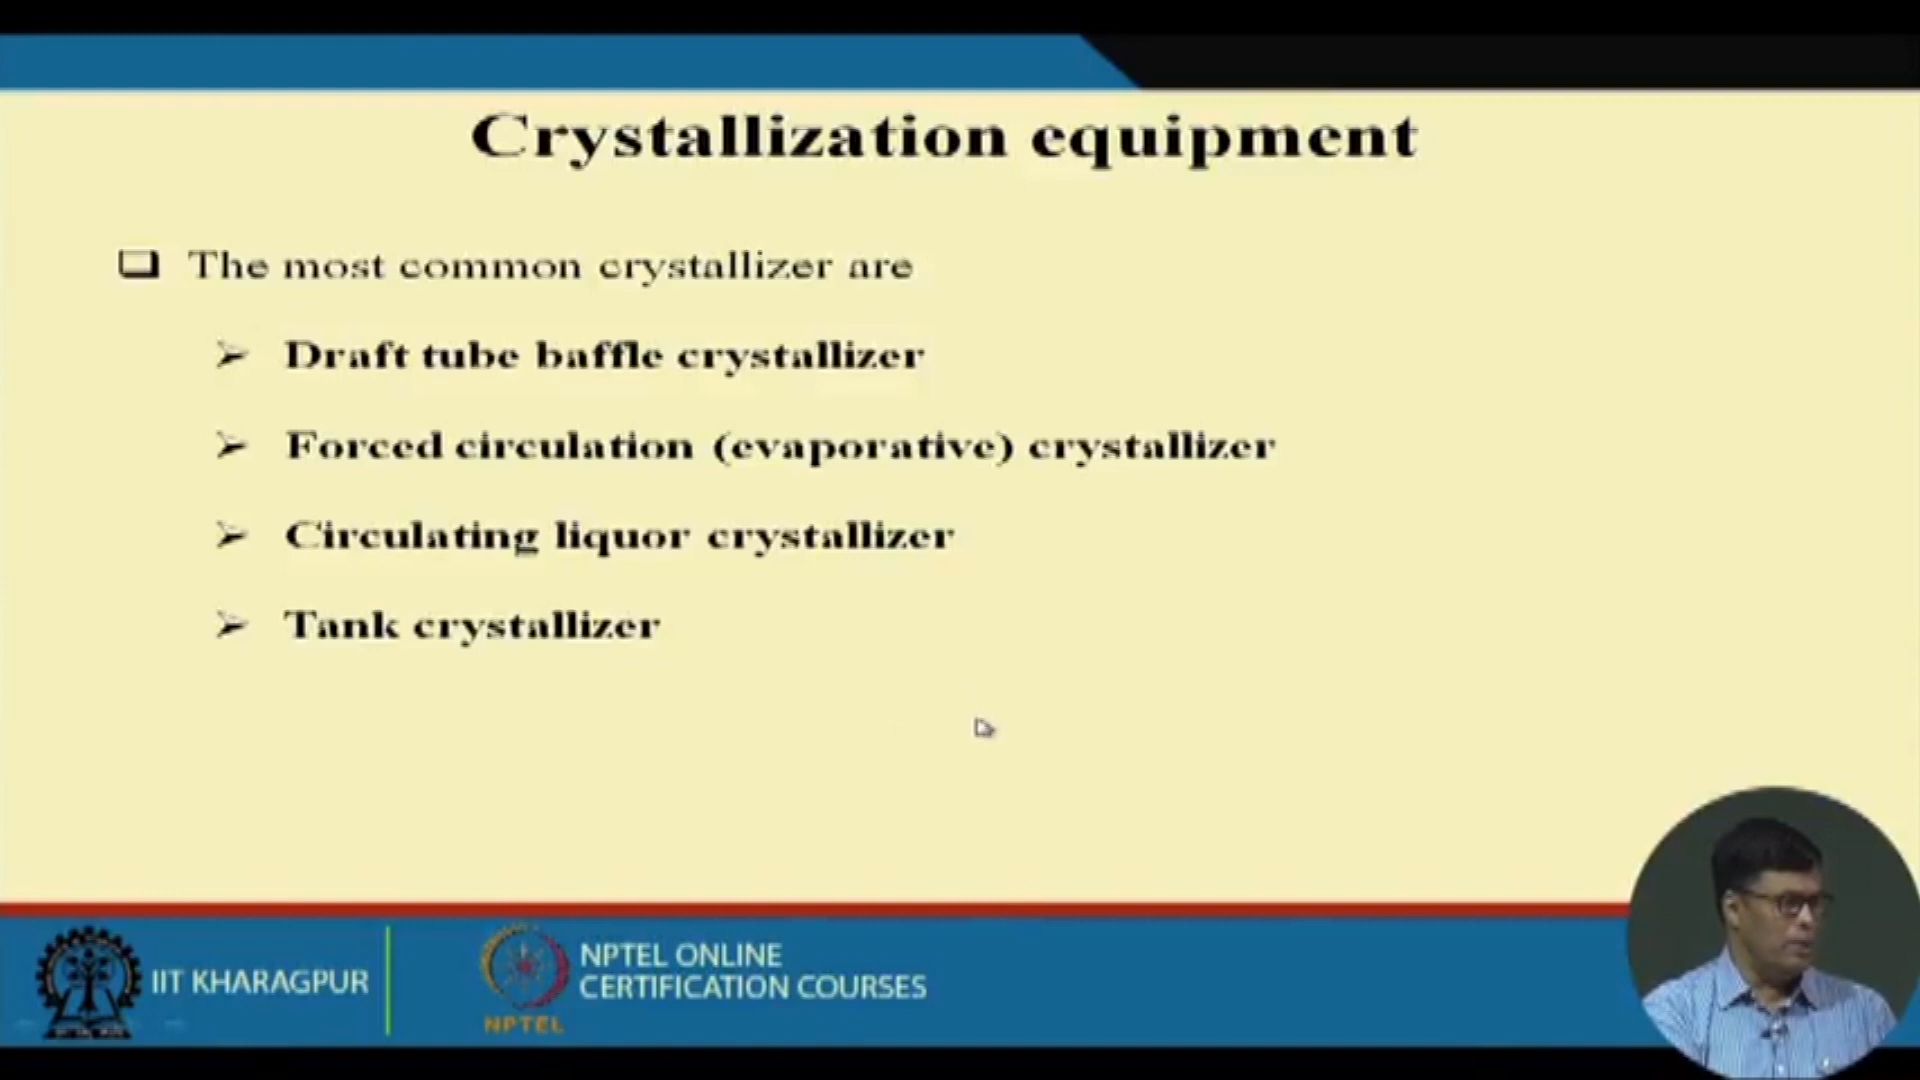 Crystallization equipment
The most common crystallizer are
Draft tube baffle crystallizer
Forced circulation (evaporative) crystallizer
Circulating liquor crystallizer
Tank crystallizer
IIT KHARAGPUR
NPTEL ONLINE
CERTIFICATION COURSES
NPTEL